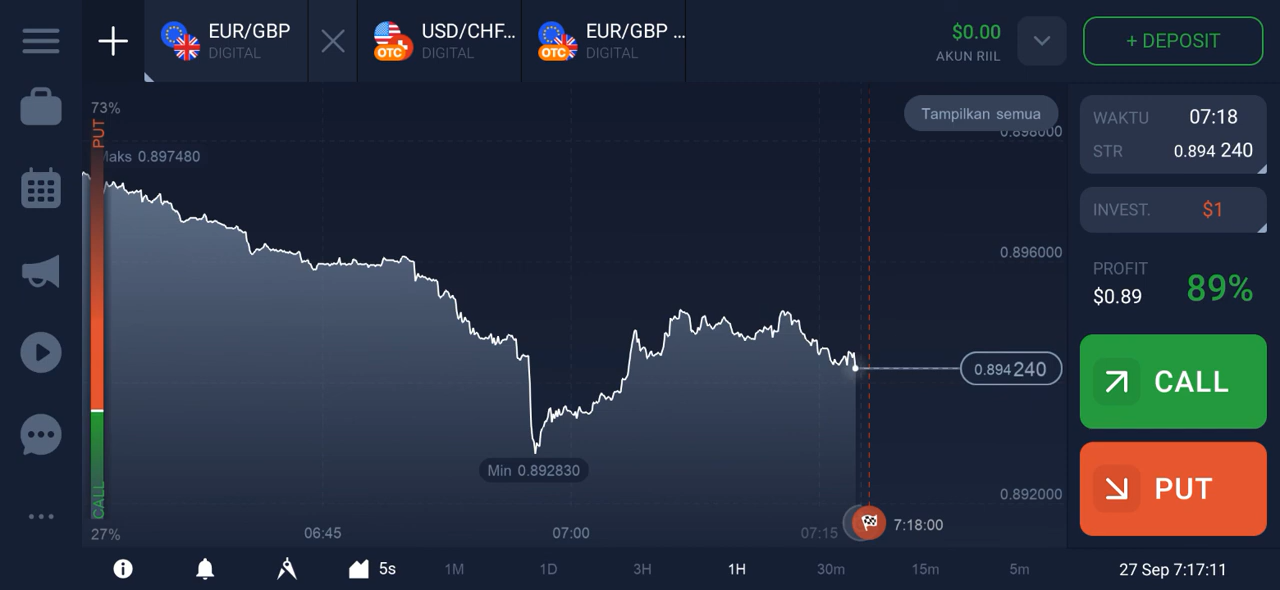 EUR/GBP
DIGITAL
OTC
USD/CHF...
DIGITAL
OTC
EUR/GBP ...
DIGITAL
$0.00
AKUN RIIL
+ DEPOSIT
73%
PUT
Maks 0.897480
Tampilkan semua
0.898000
0.896000
0.894240
Min 0.892830
0.892000
CALL
27%
06:45
07:00
07:15
7:18:00
WAKTU 07:18
STR 0.894 240
INVEST. $1
PROFIT
$0.89
89%
CALL
PUT
5s
1M
1D
3H
1H
30m
15m
5m
27 Sep 7:17:11